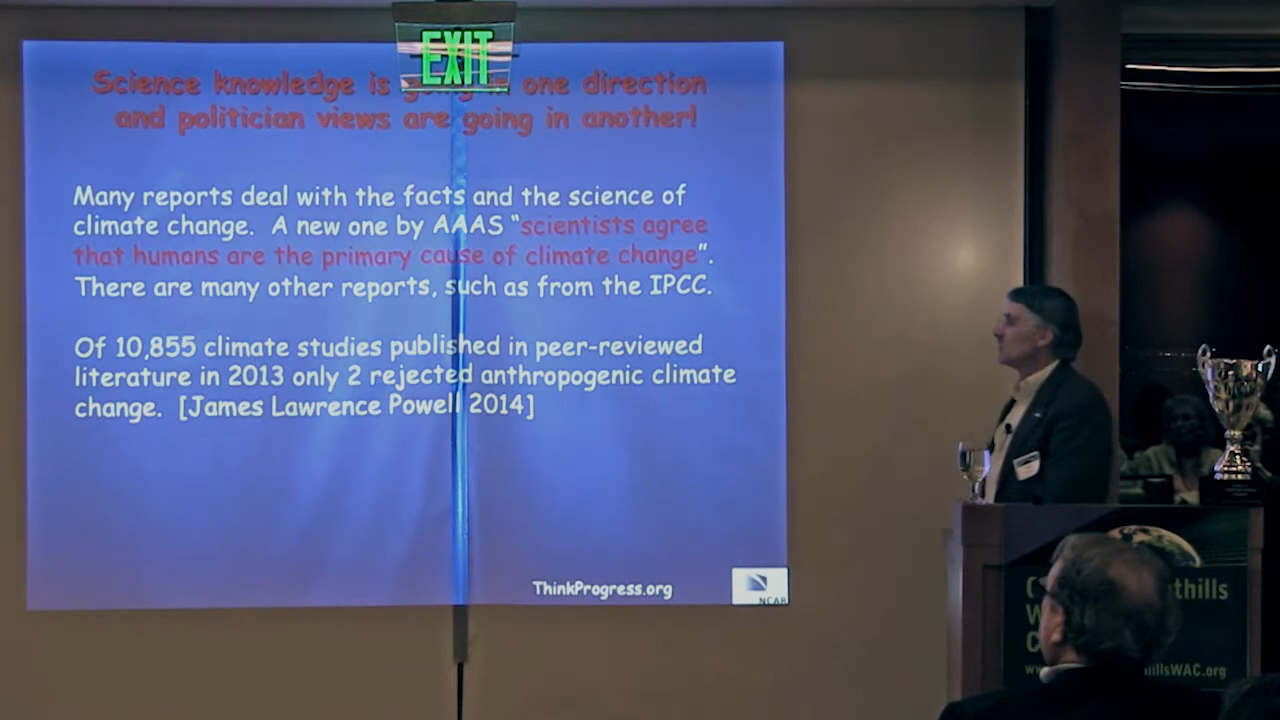 EXIT
Science knowledge is going in one direction
and politician views are going in another!
Many reports deal with the facts and the science of
climate change. A new one by AAAS “scientists agree
that humans are the primary cause of climate change”.
There are many other reports, such as from the IPCC.
Of 10,855 climate studies published in peer-reviewed
literature in 2013 only 2 rejected anthropogenic climate
change. [James Lawrence Powell 2014]
ThinkProgress.org
NCAR